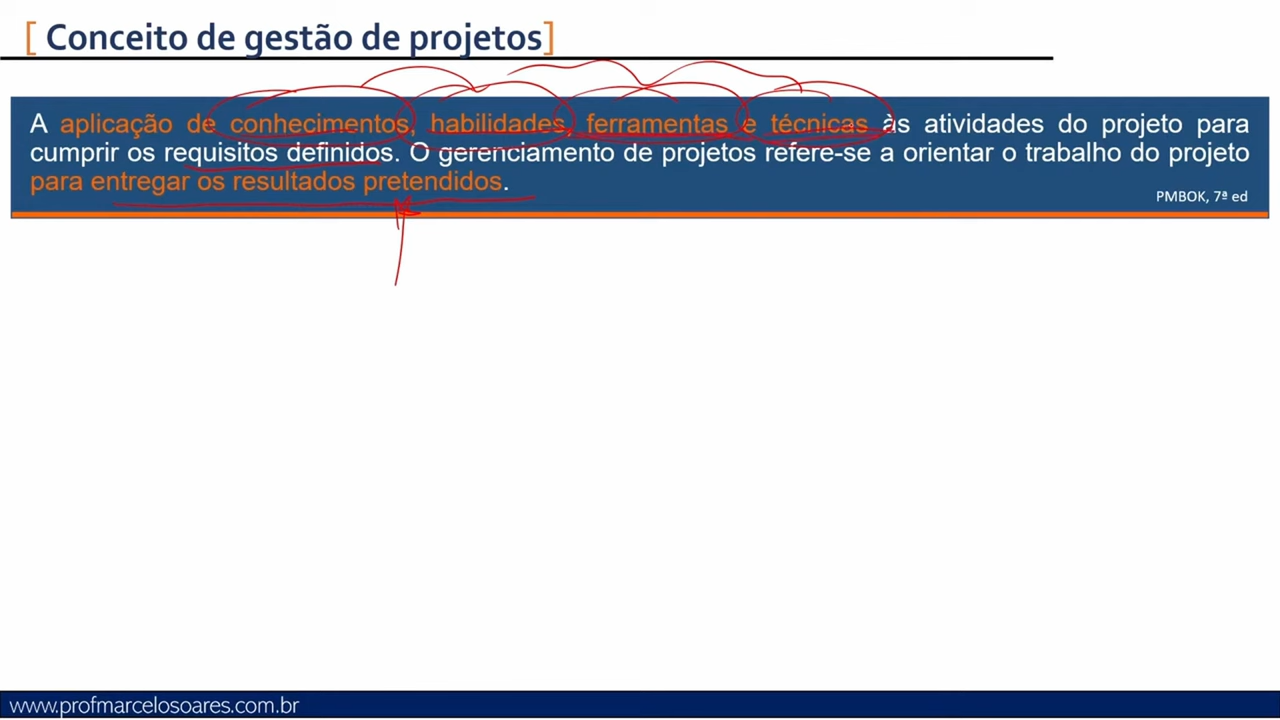 [ Conceito de gestão de projetos]
A aplicação de conhecimentos, habilidades, ferramentas e técnicas às atividades do projeto para
cumprir os requisitos definidos. O gerenciamento de projetos refere-se a orientar o trabalho do projeto
para entregar os resultados pretendidos.
PMBOK, 7ª ed
www.profmarcelosoares.com.br